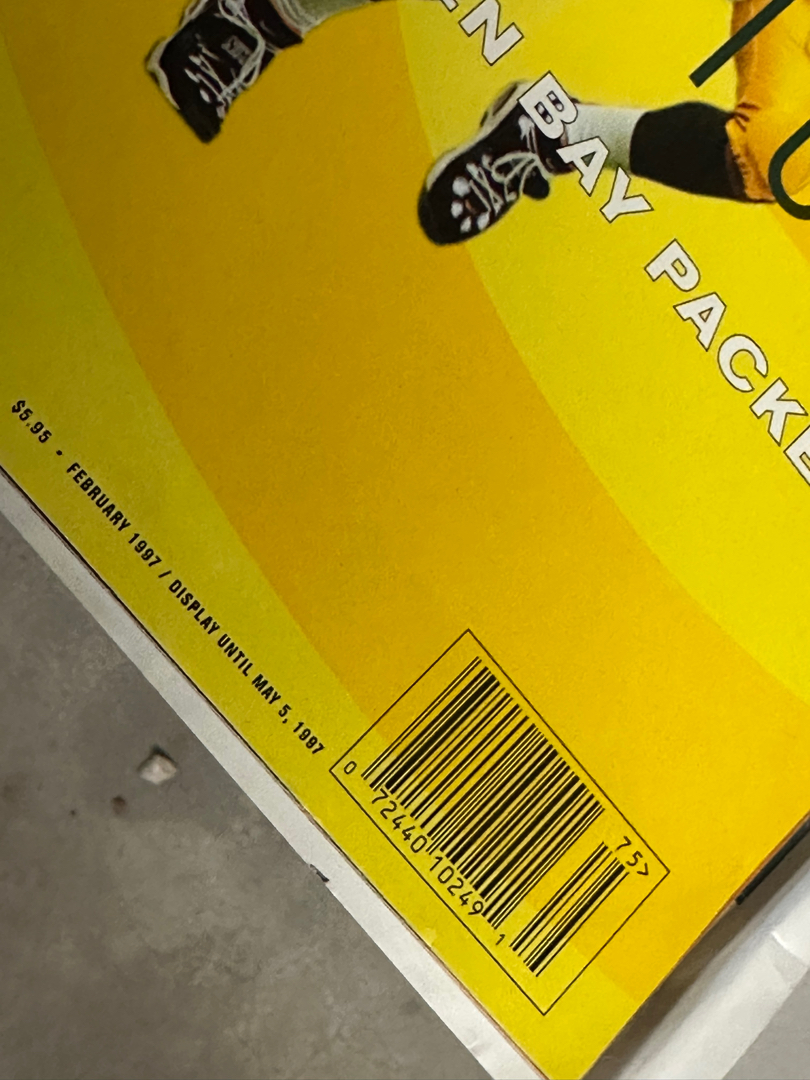 EN BAY PACKE
$5.95 • FEBRUARY 1997 / DISPLAY UNTIL MAY 5, 1997
75>
0 72440 10249 1